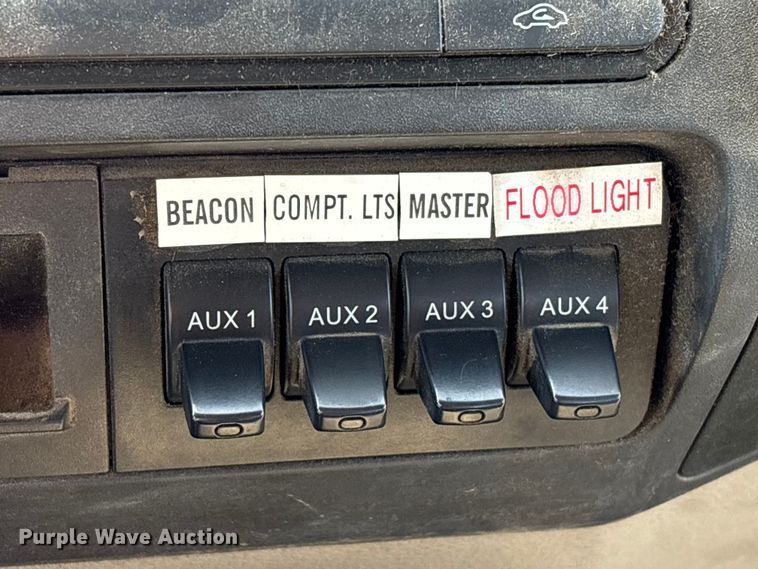 BEACON COMPT. LTS MASTER FLOOD LIGHT
AUX 1 AUX 2 AUX 3 AUX 4
Purple Wave Auction®